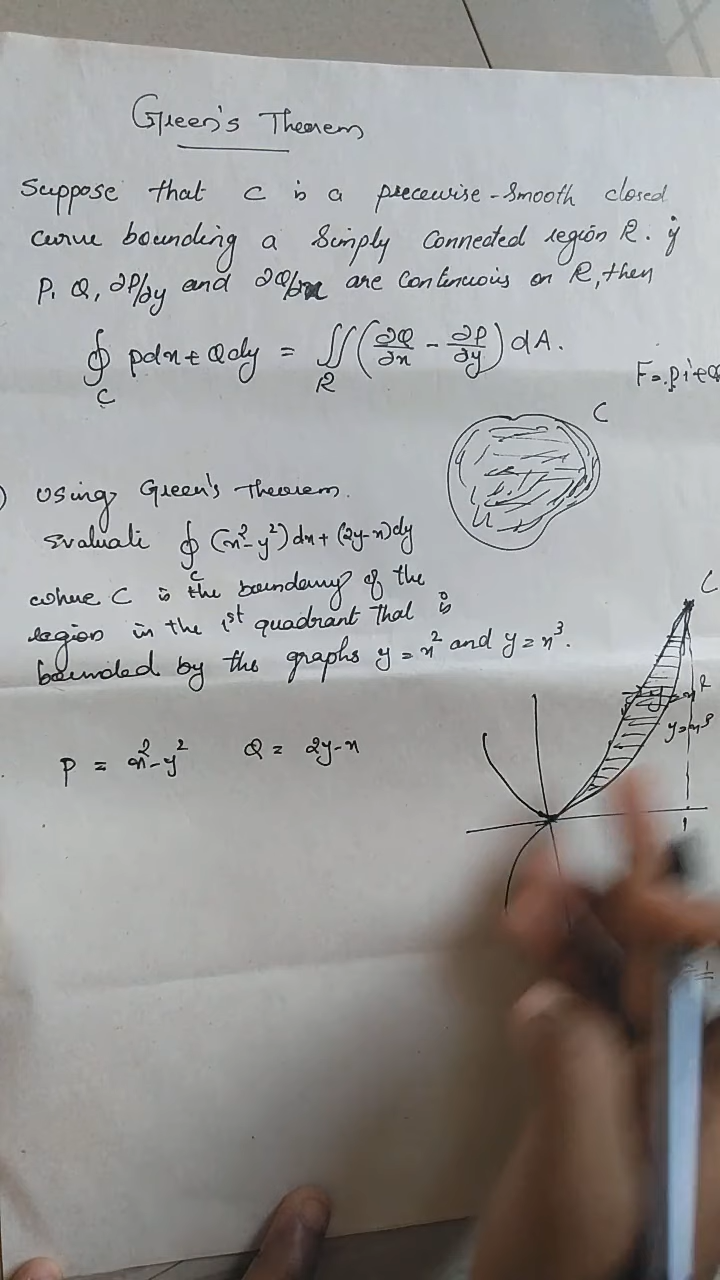 Green's Theorem
Suppose that C is a piecewise-smooth closed
curve bounding a Simply Connected region R. if
P, Q, ∂P/∂y and ∂Q/∂x are continuous on R, then
∮_C pdx + Qdy = ∬_R (∂Q/∂x - ∂P/∂y) dA.
F = pi + Q
C
) Using Green's Theorem.
Evaluate ∮_C (x²-y²)dx + (2y-x)dy
where C is the boundary of the
region in the 1st quadrant That is
bounded by the graphs y = x² and y = x³.
C
y = x²
y = x³
P = x² - y² Q = 2y - x
1